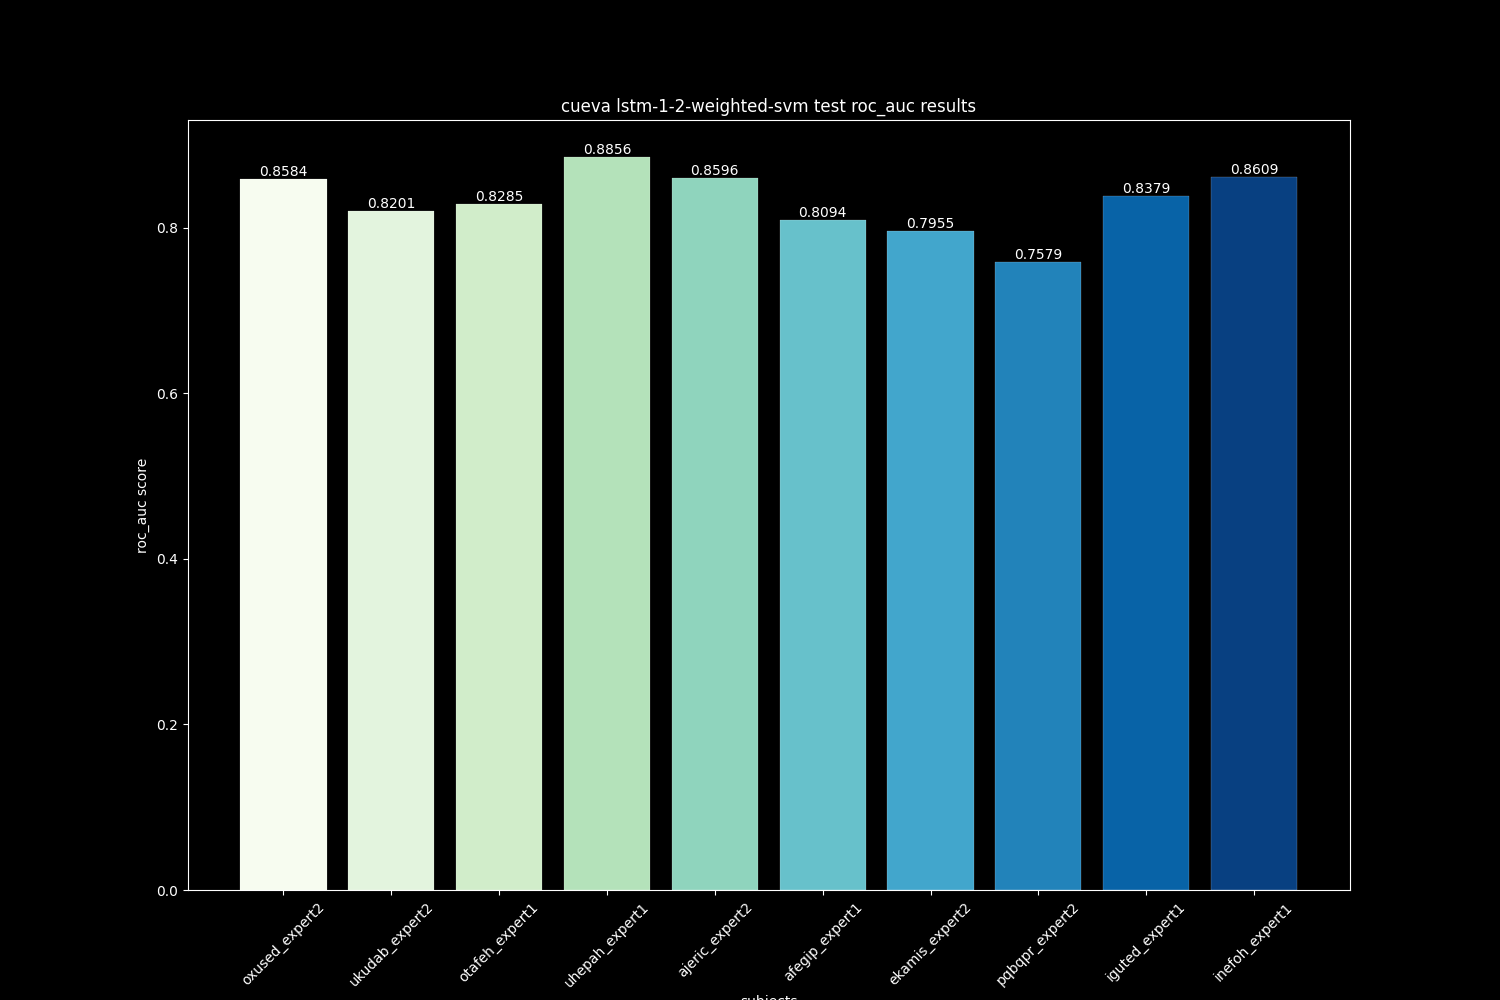 cueva lstm-1-2-weighted-svm test roc_auc results
0.8584
0.8201
0.8285
0.8856
0.8596
0.8094
0.7955
0.7579
0.8379
0.8609
0.8
0.6
0.4
0.2
0.0
roc_auc score
oxused_expert2
ukudab_expert2
otafeh_expert1
uhepah_expert1
ajeric_expert2
afegip_expert1
ekamis_expert2
pqbqpr_expert2
iguted_expert1
inefoh_expert1
subjects